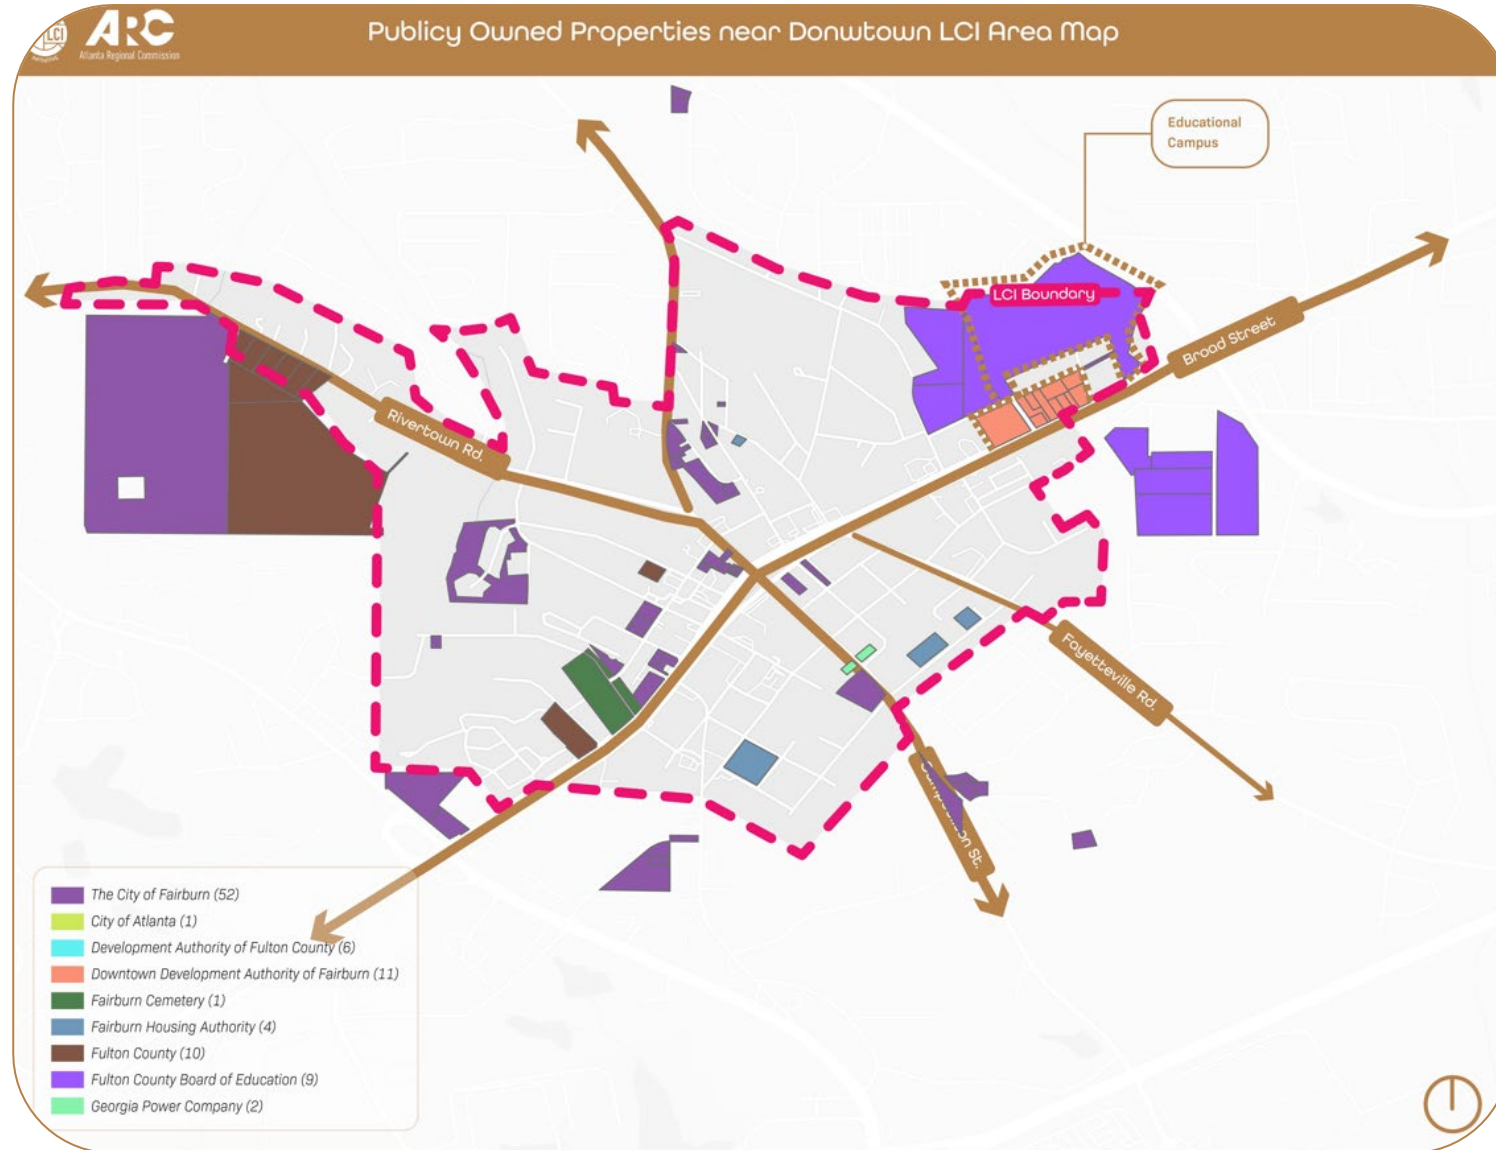 LCI
ARC
Atlanta Regional Commission
Publicy Owned Properties near Donwtown LCI Area Map
Educational
Campus
LCI Boundary
Broad Street
Rivertown Rd.
Fayetteville Rd.
St.
The City of Fairburn (52)
City of Atlanta (1)
Development Authority of Fulton County (6)
Downtown Development Authority of Fairburn (11)
Fairburn Cemetery (1)
Fairburn Housing Authority (4)
Fulton County (10)
Fulton County Board of Education (9)
Georgia Power Company (2)